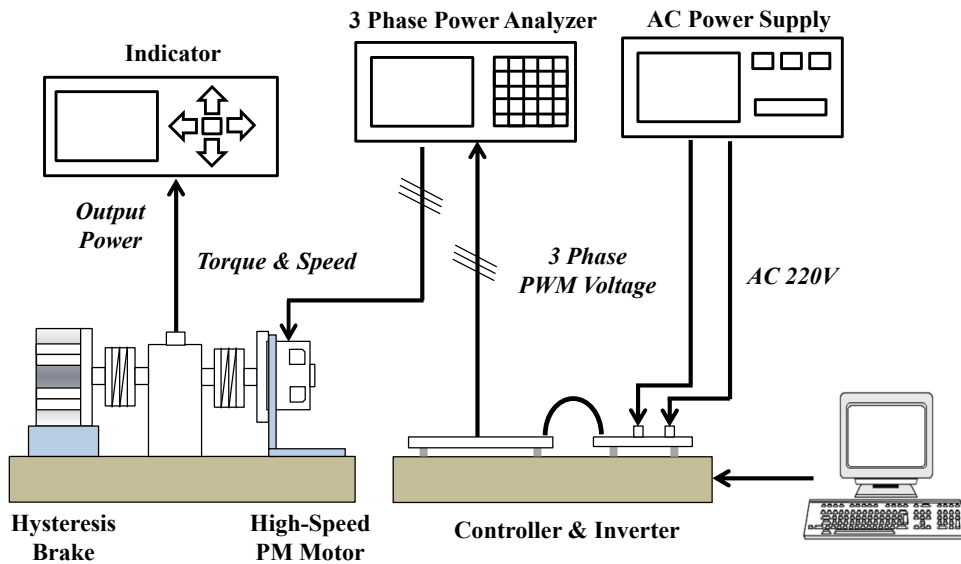 3 Phase Power Analyzer
AC Power Supply
Indicator
Output
Power
Torque & Speed
3 Phase
PWM Voltage
AC 220V
Hysteresis
Brake
High-Speed
PM Motor
Controller & Inverter